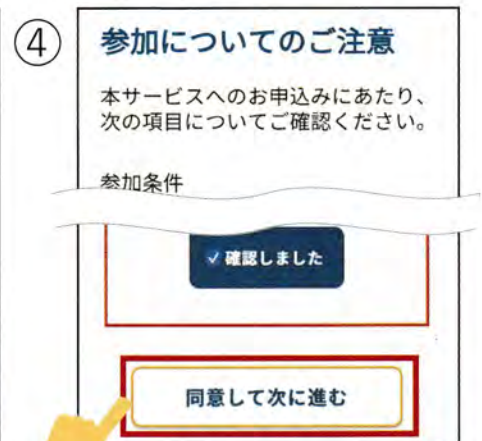 ④
参加についてのご注意
本サービスへのお申込みにあたり、
次の項目についてご確認ください。
参加条件
✓確認しました
同意して次に進む